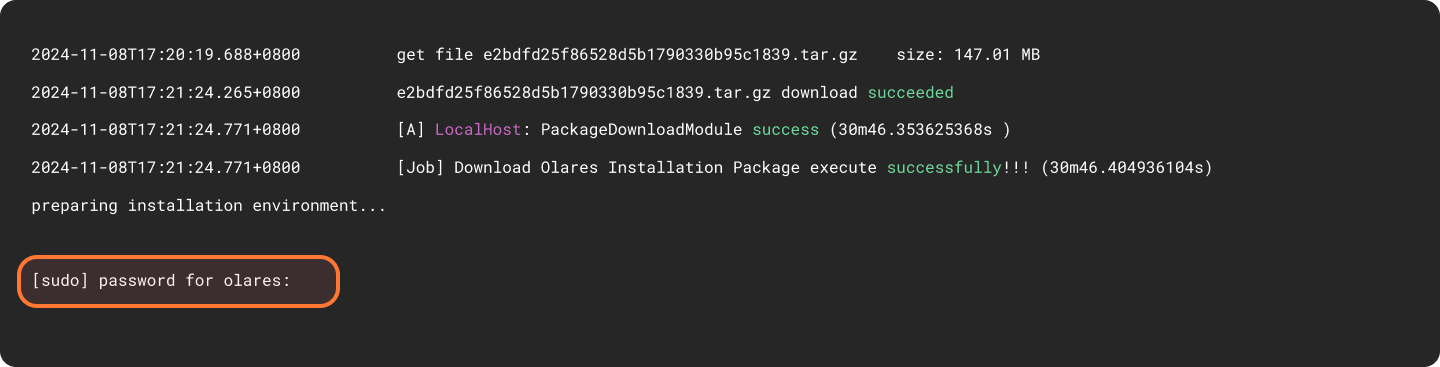 2024-11-08T17:20:19.688+0800 get file e2bdfd25f86528d5b1790330b95c1839.tar.gz size: 147.01 MB
2024-11-08T17:21:24.265+0800 e2bdfd25f86528d5b1790330b95c1839.tar.gz download succeeded
2024-11-08T17:21:24.771+0800 [A] LocalHost: PackageDownloadModule success (30m46.353625368s )
2024-11-08T17:21:24.771+0800 [Job] Download Olares Installation Package execute successfully!!! (30m46.404936104s)
preparing installation environment...
[sudo] password for olares: